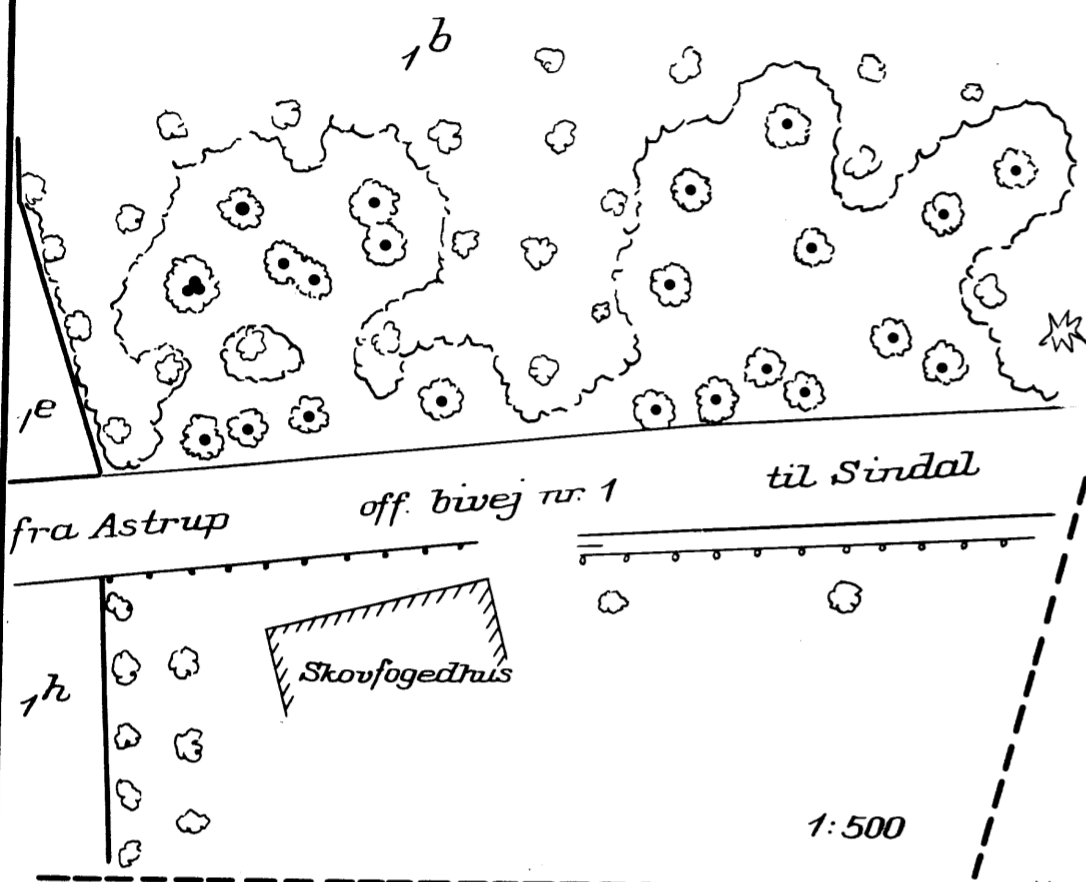 1b
1e
til Sindal
off. bivej nr. 1
fra Astrup
Skovfogedhus
1h
1:500